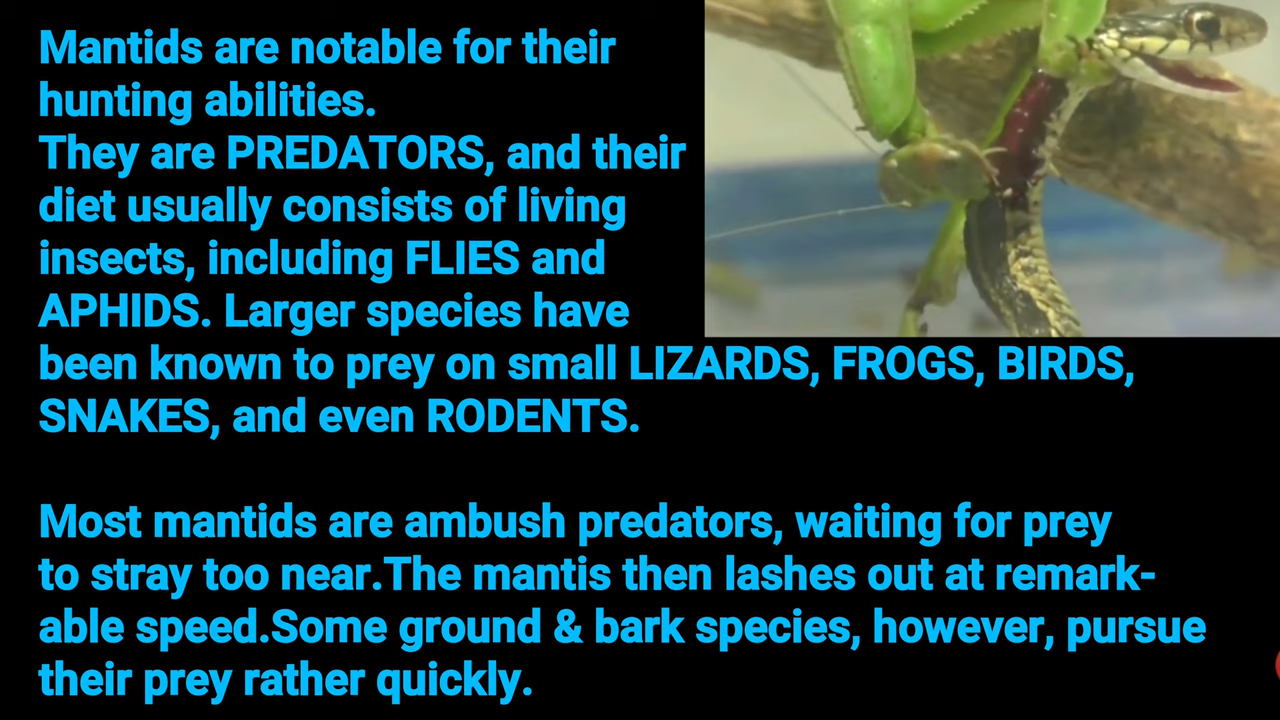 Mantids are notable for their
hunting abilities.
They are PREDATORS, and their
diet usually consists of living
insects, including FLIES and
APHIDS. Larger species have
been known to prey on small LIZARDS, FROGS, BIRDS,
SNAKES, and even RODENTS.
Most mantids are ambush predators, waiting for prey
to stray too near.The mantis then lashes out at remark-
able speed.Some ground & bark species, however, pursue
their prey rather quickly.